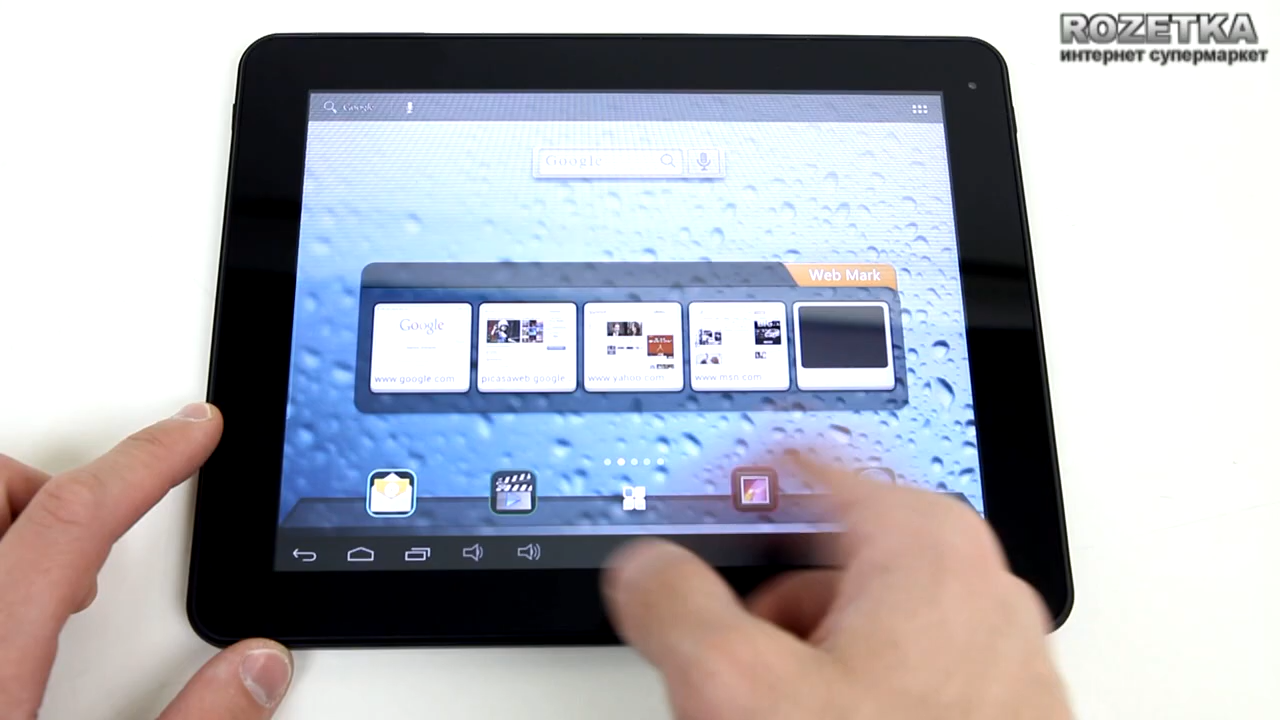 ROZETKA
интернет супермаркет
Google
Google
Web Mark
Google
www.google.com
picasaweb.google
www.yahoo.com
www.msn.com